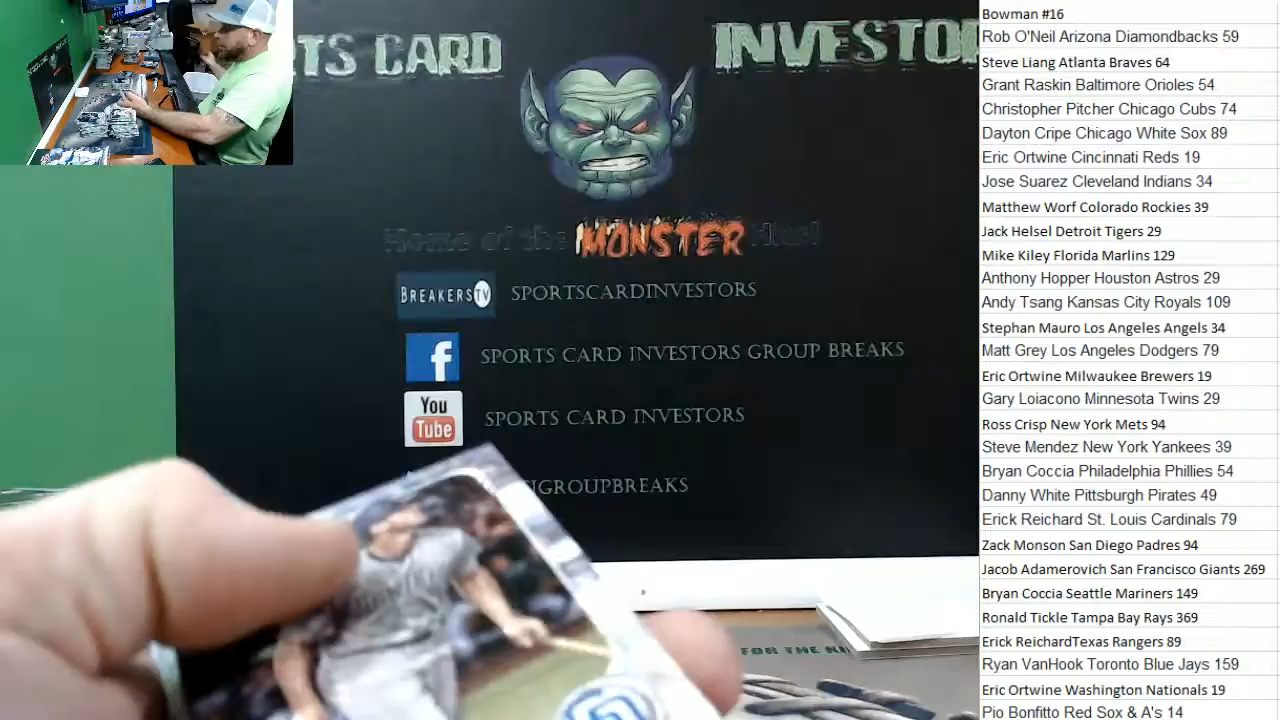 TS CARD
INVESTOR
Home of the MONSTER Hits!
BREAKERSTV SPORTSCARDINVESTORS
f SPORTS CARD INVESTORS GROUP BREAKS
You Tube SPORTS CARD INVESTORS
IGROUPBREAKS
FOR THE
Bowman #16
Rob O'Neil Arizona Diamondbacks 59
Steve Liang Atlanta Braves 64
Grant Raskin Baltimore Orioles 54
Christopher Pitcher Chicago Cubs 74
Dayton Cripe Chicago White Sox 89
Eric Ortwine Cincinnati Reds 19
Jose Suarez Cleveland Indians 34
Matthew Worf Colorado Rockies 39
Jack Helsel Detroit Tigers 29
Mike Kiley Florida Marlins 129
Anthony Hopper Houston Astros 29
Andy Tsang Kansas City Royals 109
Stephan Mauro Los Angeles Angels 34
Matt Grey Los Angeles Dodgers 79
Eric Ortwine Milwaukee Brewers 19
Gary Loiacono Minnesota Twins 29
Ross Crisp New York Mets 94
Steve Mendez New York Yankees 39
Bryan Coccia Philadelphia Phillies 54
Danny White Pittsburgh Pirates 49
Erick Reichard St. Louis Cardinals 79
Zack Monson San Diego Padres 94
Jacob Adamerovich San Francisco Giants 269
Bryan Coccia Seattle Mariners 149
Ronald Tickle Tampa Bay Rays 369
Erick ReichardTexas Rangers 89
Ryan VanHook Toronto Blue Jays 159
Eric Ortwine Washington Nationals 19
Pio Bonfitto Red Sox & A's 14